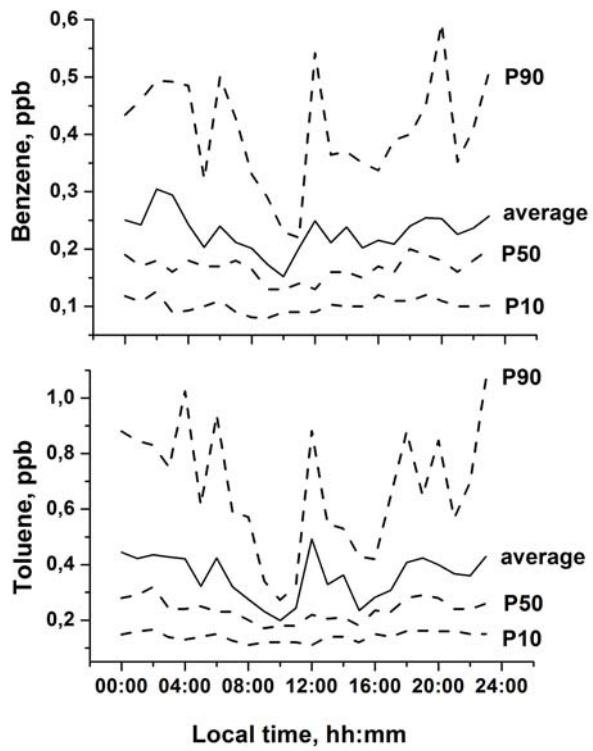 Benzene, ppb
0,6
0,5
0,4
0,3
0,2
0,1
P90
average
P50
P10
Toluene, ppb
1,0
0,8
0,6
0,4
0,2
P90
average
P50
P10
00:00 04:00 08:00 12:00 16:00 20:00 24:00
Local time, hh:mm